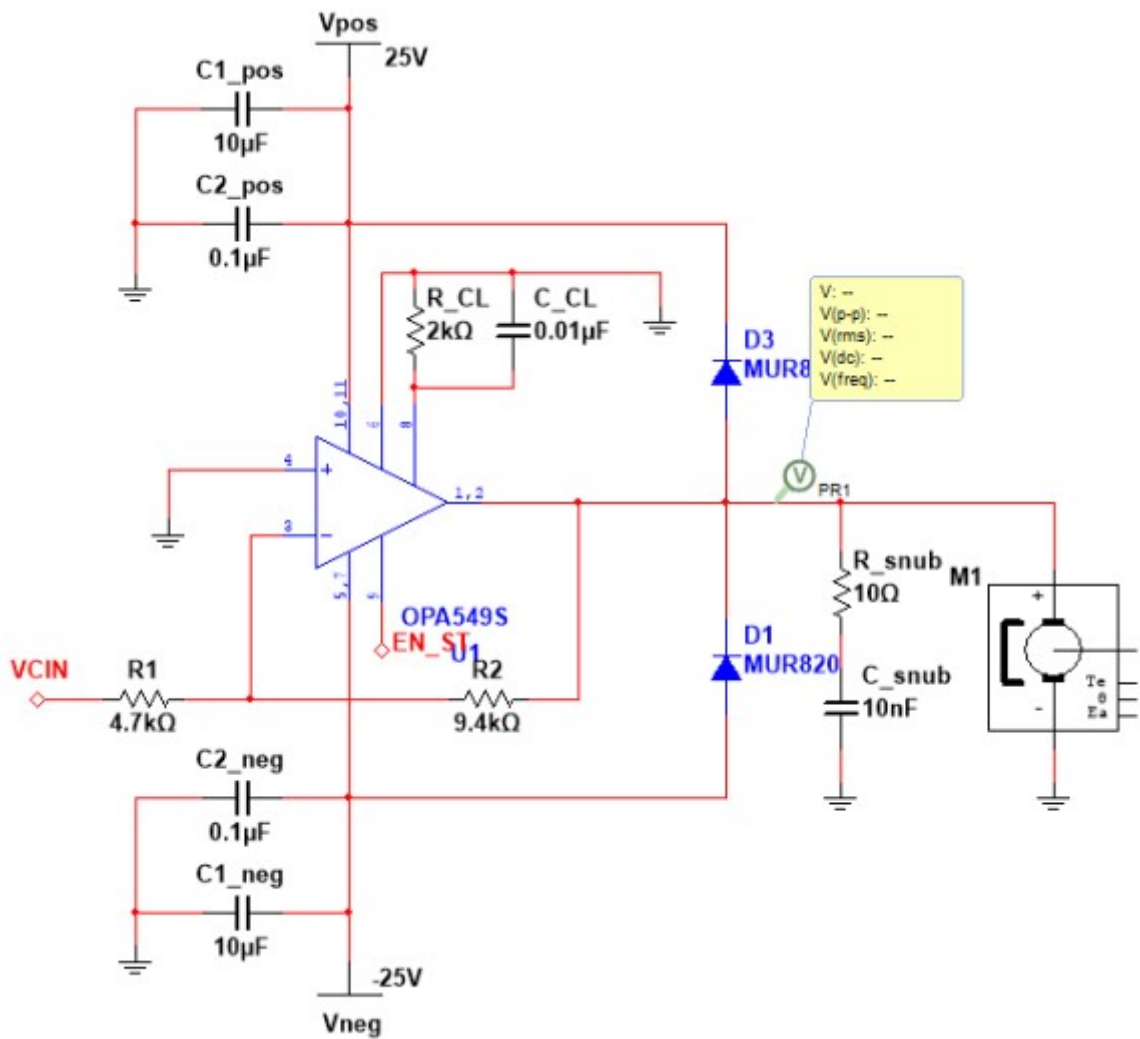 Vpos
25V
C1_pos
10µF
C2_pos
0.1µF
R_CL
2kΩ
C_CL
0.01µF
V: --
V(p-p): --
V(rms): --
V(dc): --
V(freq): --
D3
MUR8
PR1
10,11
6
8
4
+
3
−
1,2
5,7
9
OPA549S
EN_ST
U1
VCIN
R1
4.7kΩ
R2
9.4kΩ
D1
MUR820
R_snub
10Ω
C_snub
10nF
M1
+
-
Te
Ea
C2_neg
0.1µF
C1_neg
10µF
-25V
Vneg
V